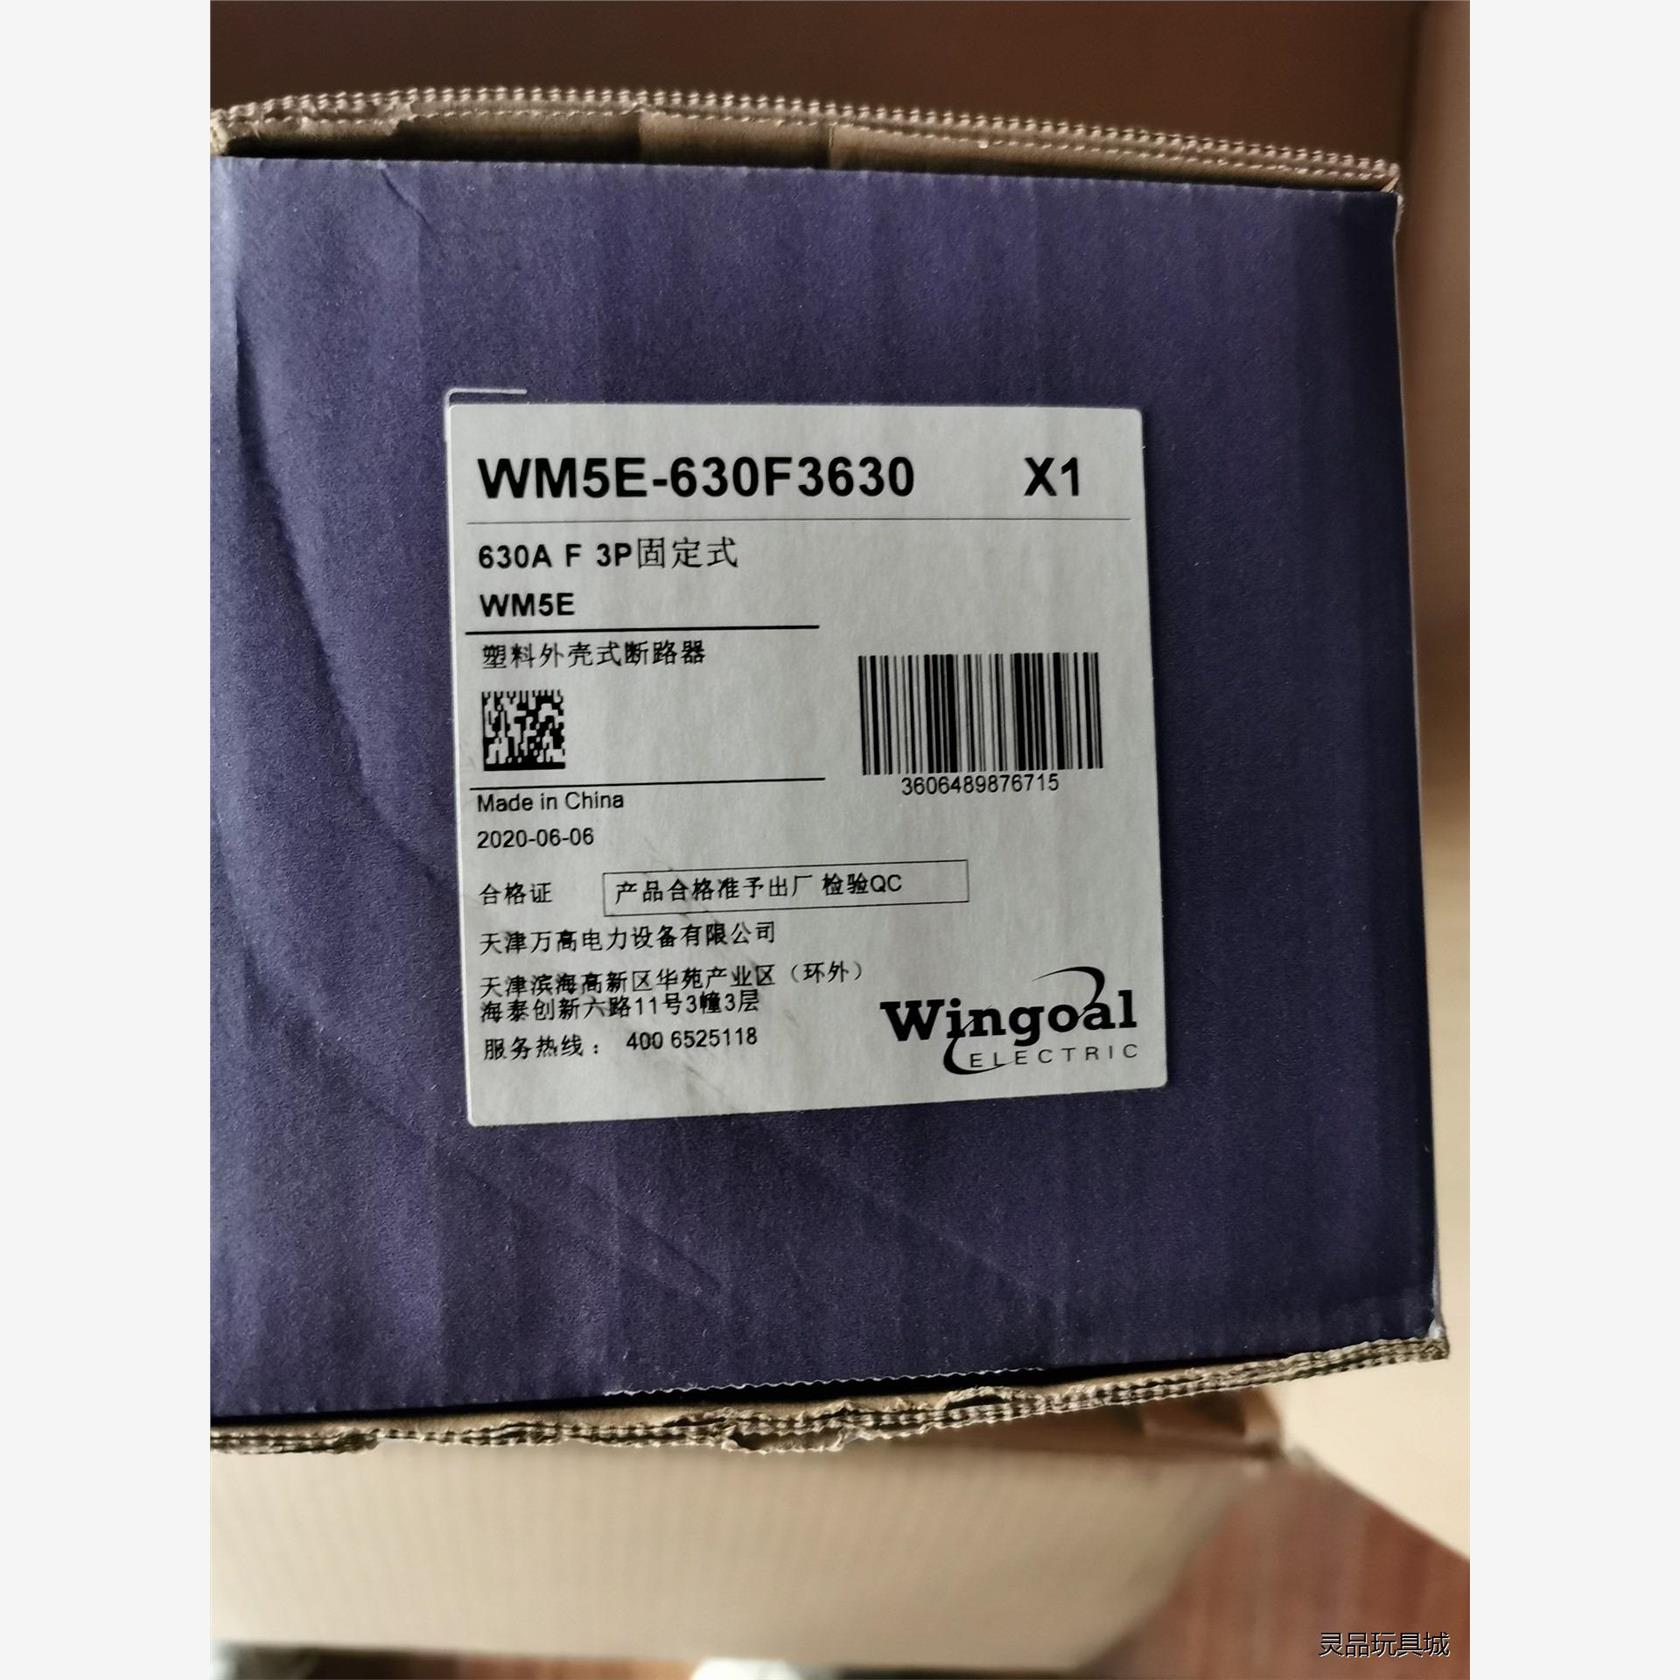 WM5E-630F3630 X1
630A F 3P固定式
WM5E
塑料外壳式断路器
3606489876715
Made in China
2020-06-06
合格证 产品合格准予出厂 检验QC
天津万高电力设备有限公司
天津滨海高新区华苑产业区（环外）
海泰创新六路11号3幢3层
服务热线： 400 6525118
Wingoal
ELECTRIC
灵品玩具城